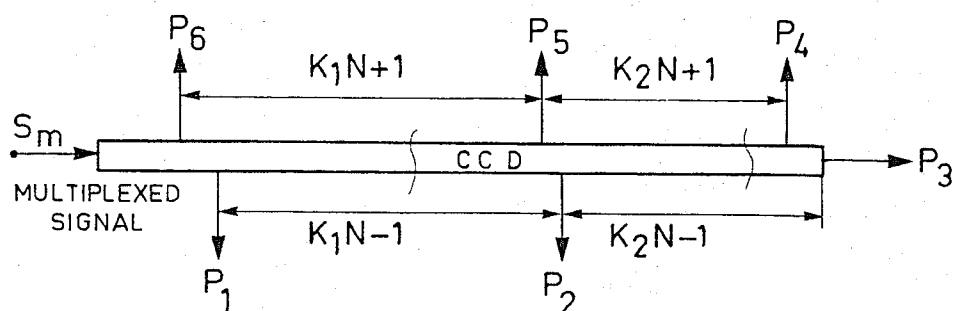 P6 P5 P4
K1N+1 K2N+1
Sm
CCD
P3
MULTIPLEXED
SIGNAL
K1N-1 K2N-1
P1 P2